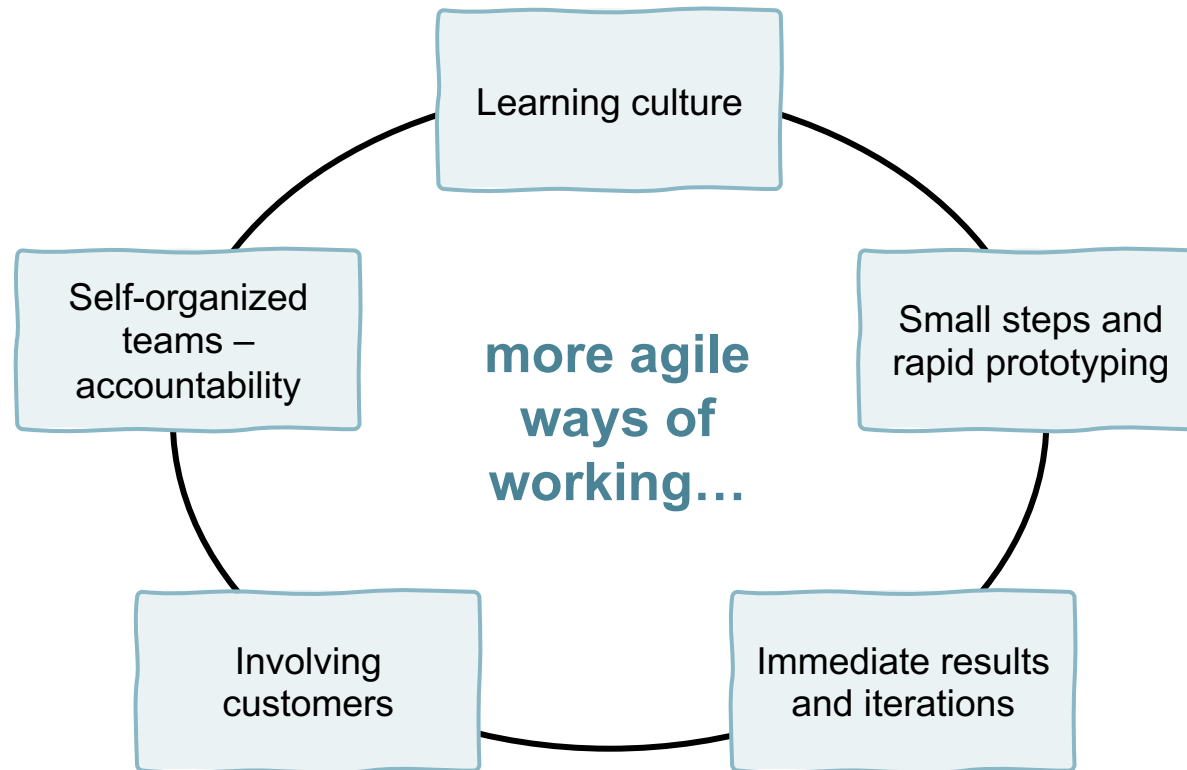 Learning culture
Self-organized
teams –
accountability
Small steps and
rapid prototyping
more agile
ways of
working…
Involving
customers
Immediate results
and iterations